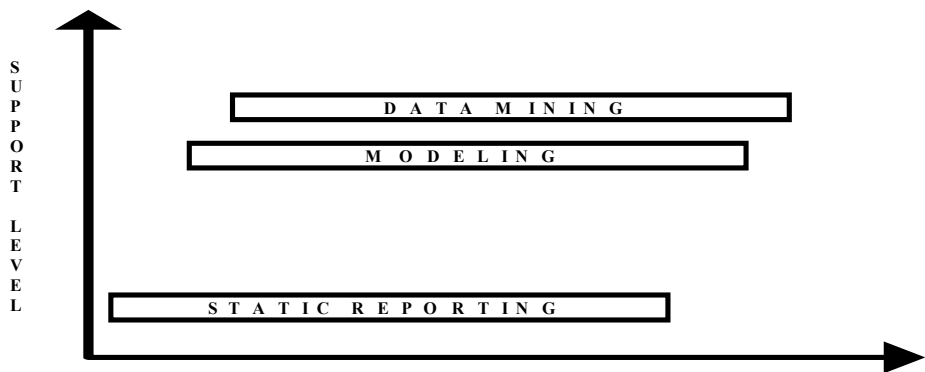 SUPPORT LEVEL
DATA MINING
MODELING
STATIC REPORTING